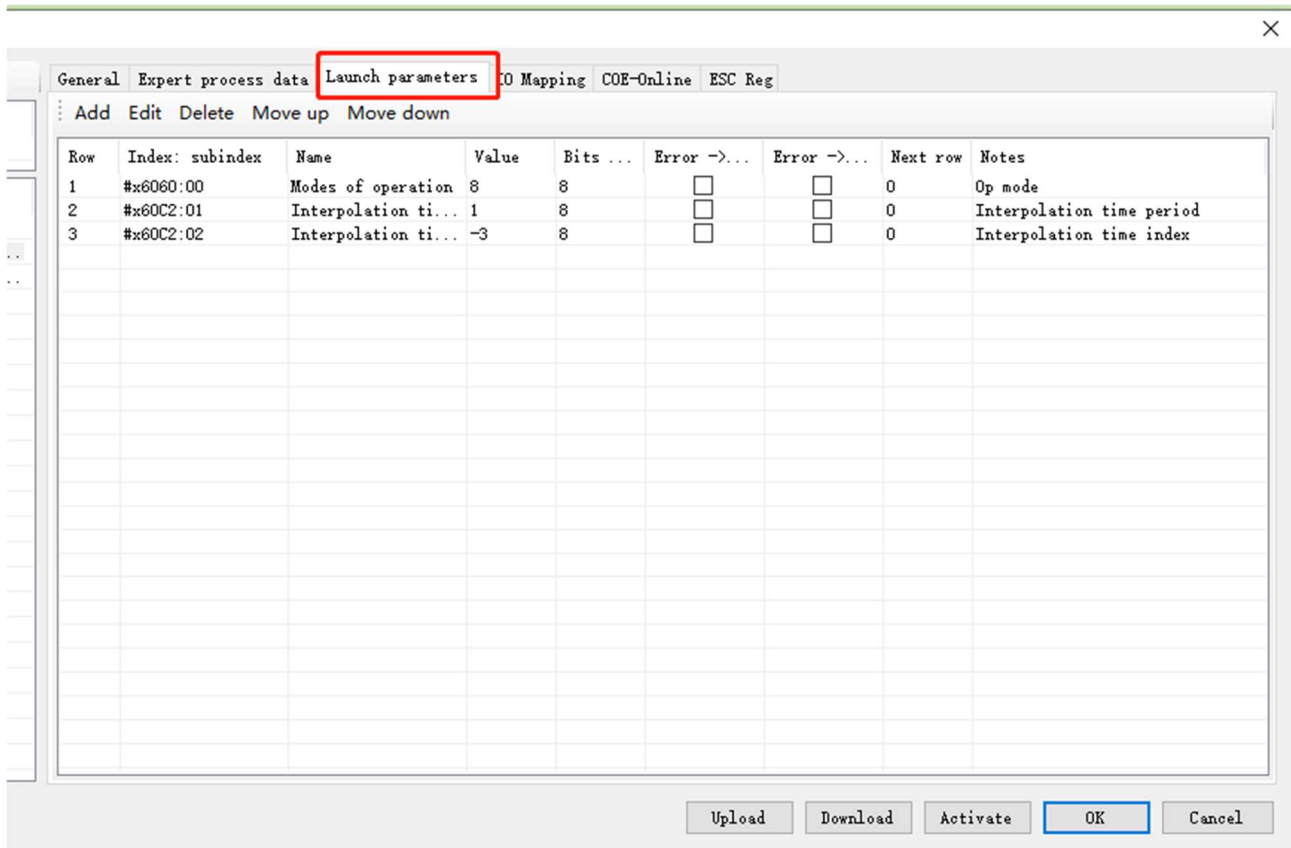 General Expert process data Launch parameters IO Mapping COE-Online ESC Reg
Add Edit Delete Move up Move down
Row Index: subindex Name Value Bits ... Error ->... Error ->... Next row Notes
1 #x6060:00 Modes of operation 8 8 0 Op mode
2 #x60C2:01 Interpolation ti... 1 8 0 Interpolation time period
3 #x60C2:02 Interpolation ti... -3 8 0 Interpolation time index
..
..
Upload Download Activate OK Cancel